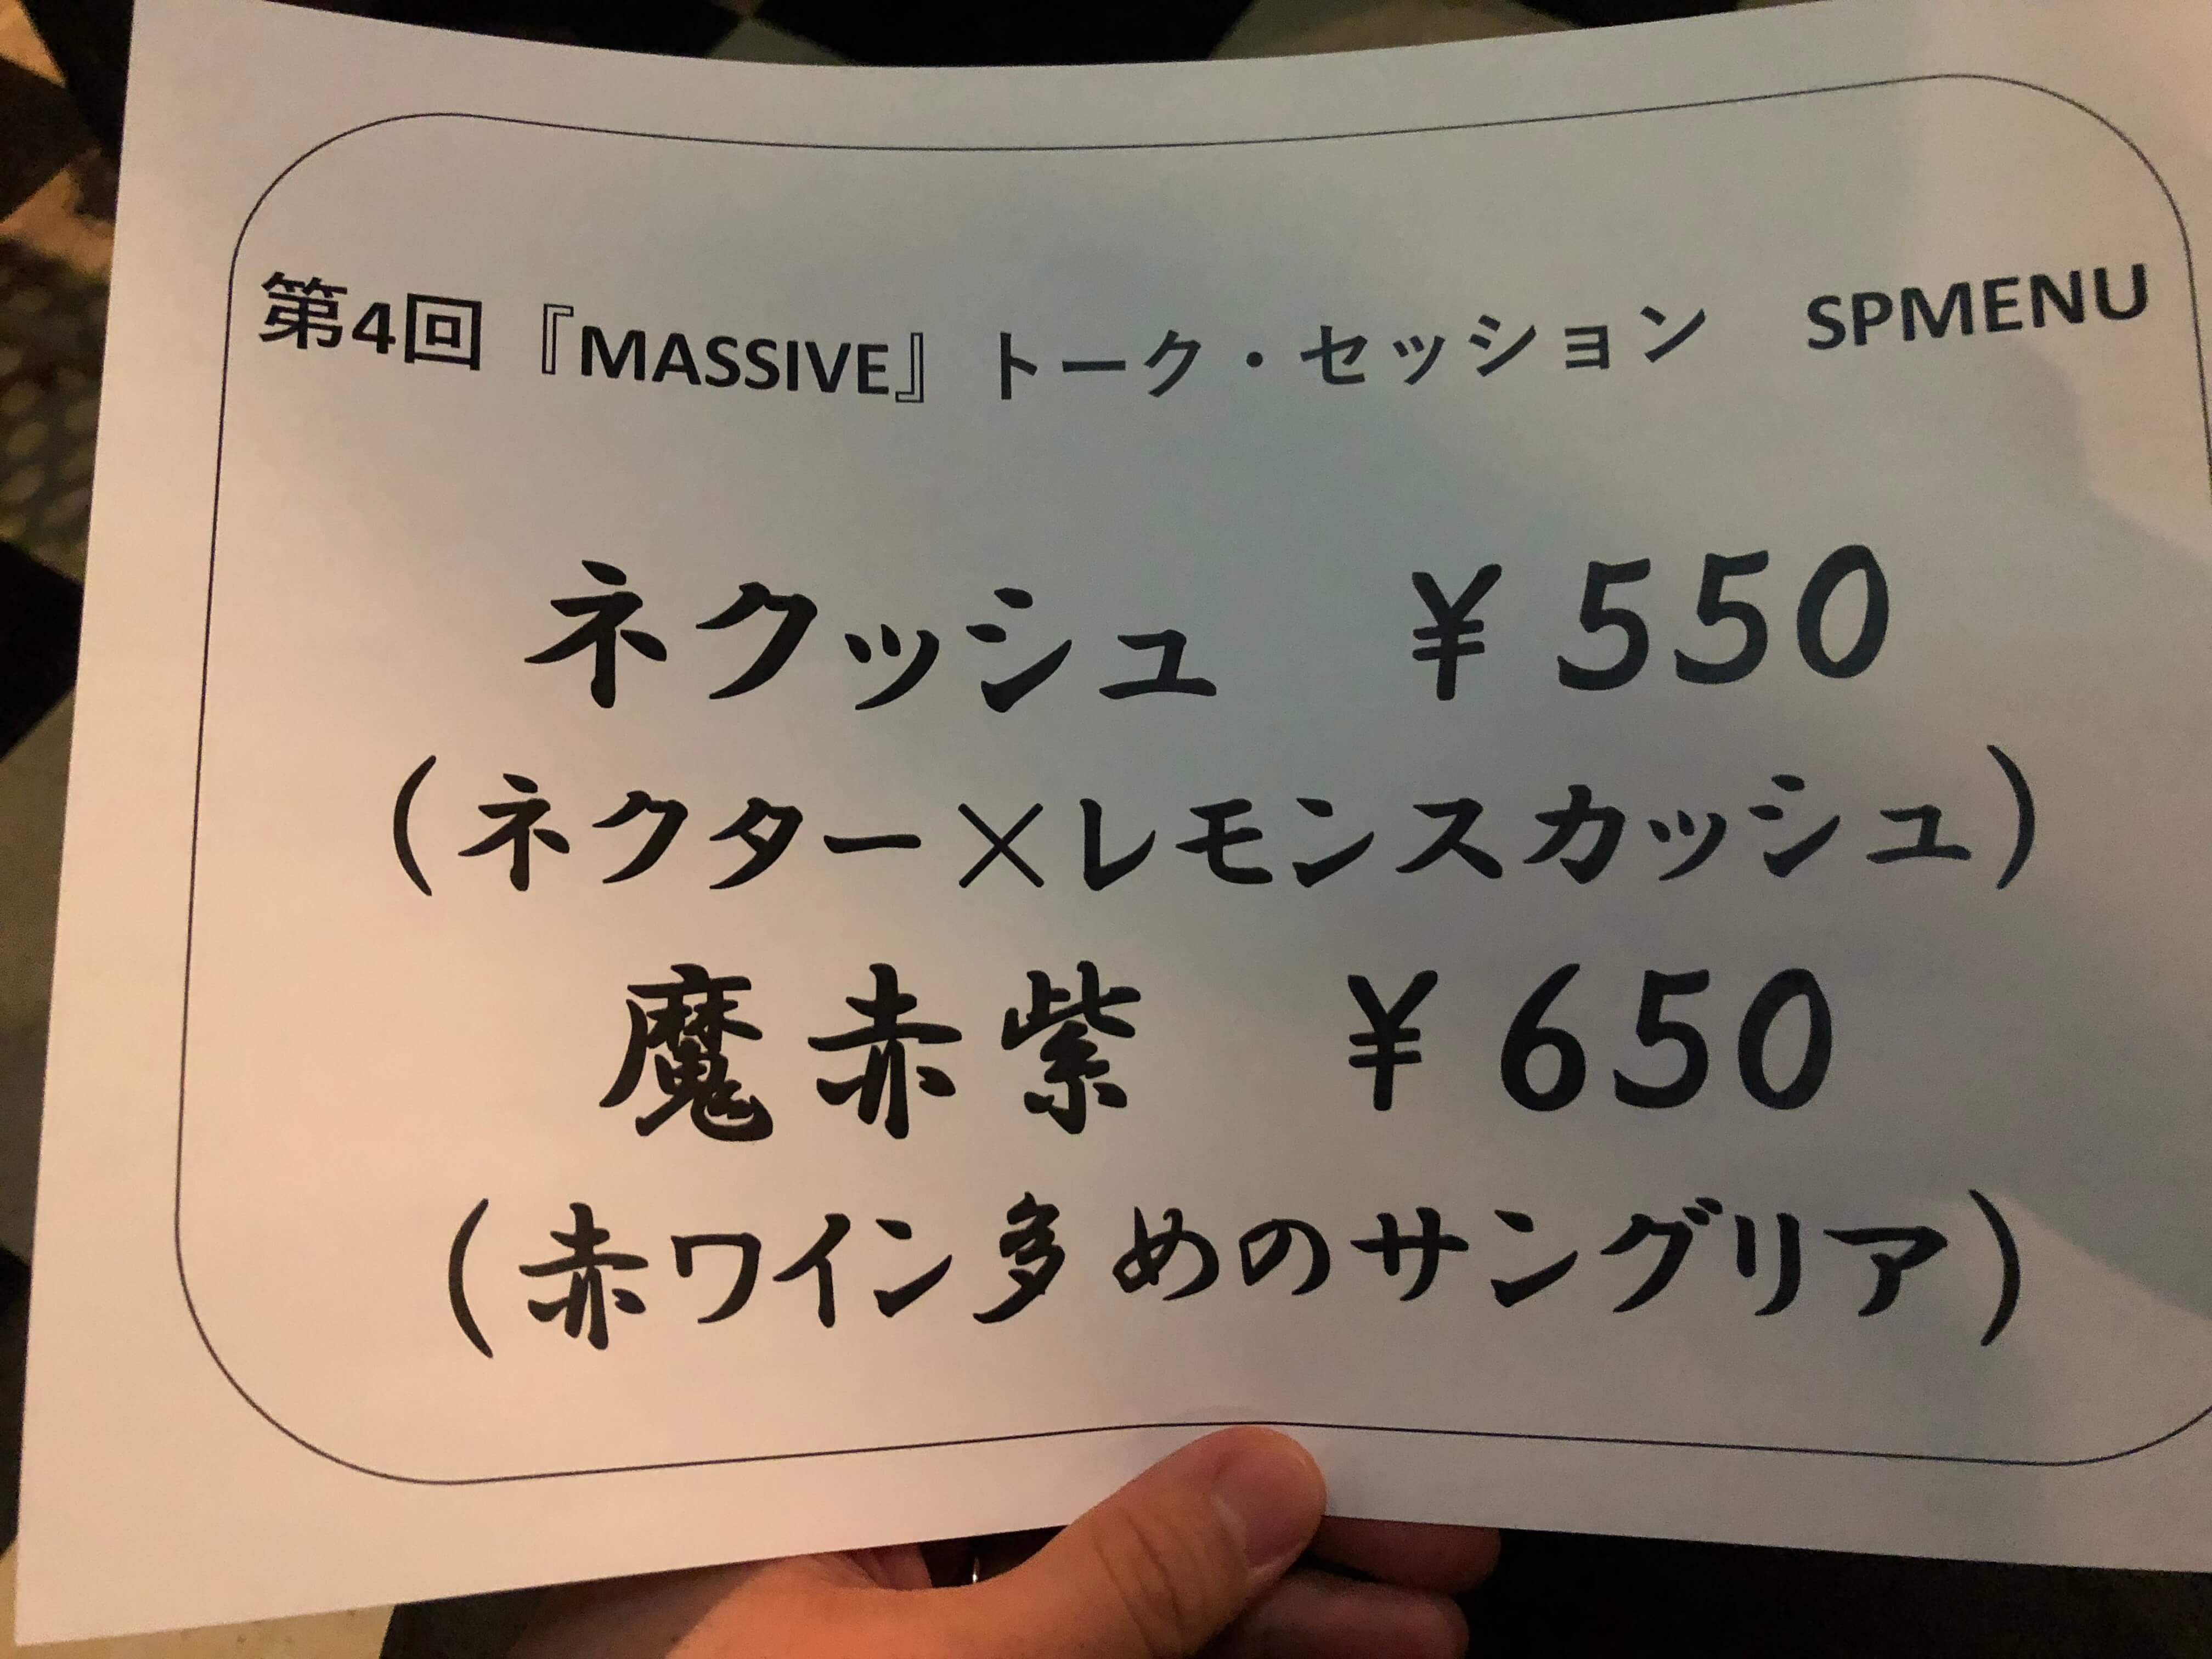 第4回『MASSIVE』トーク・セッション　SPMENU
ネクッシュ　￥550
（ネクター×レモンスカッシュ）
魔赤紫　￥650
（赤ワイン多めのサングリア）